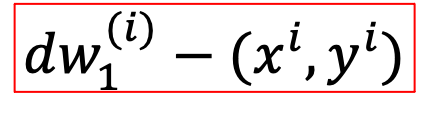 $dw_1^{(i)} - (x^i, y^i)$